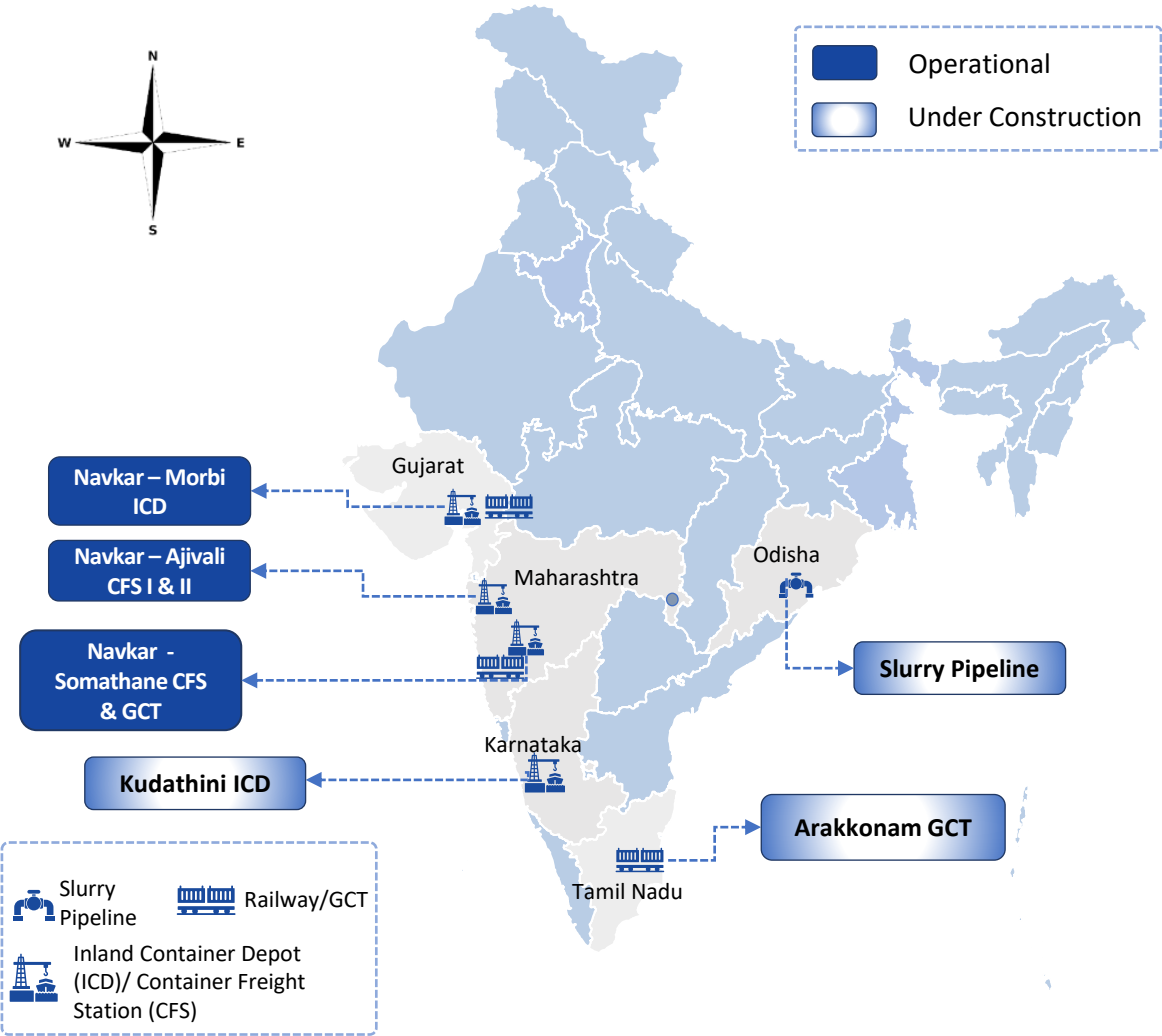 N
W
E
S
Operational
Under Construction
Gujarat
Navkar – Morbi
ICD
Navkar – Ajivali
CFS I & II
Maharashtra
Odisha
Navkar -
Somathane CFS
& GCT
Slurry Pipeline
Karnataka
Kudathini ICD
Arakkonam GCT
Tamil Nadu
Slurry
Pipeline
Railway/GCT
Inland Container Depot
(ICD)/ Container Freight
Station (CFS)